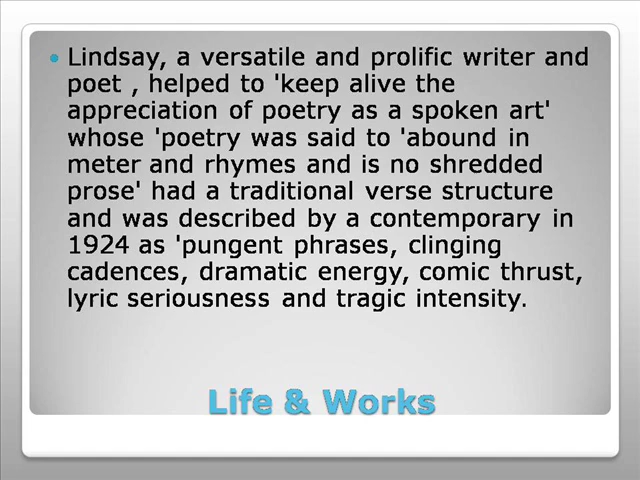 Lindsay, a versatile and prolific writer and
poet , helped to 'keep alive the
appreciation of poetry as a spoken art'
whose 'poetry was said to 'abound in
meter and rhymes and is no shredded
prose' had a traditional verse structure
and was described by a contemporary in
1924 as 'pungent phrases, clinging
cadences, dramatic energy, comic thrust,
lyric seriousness and tragic intensity.
Life & Works